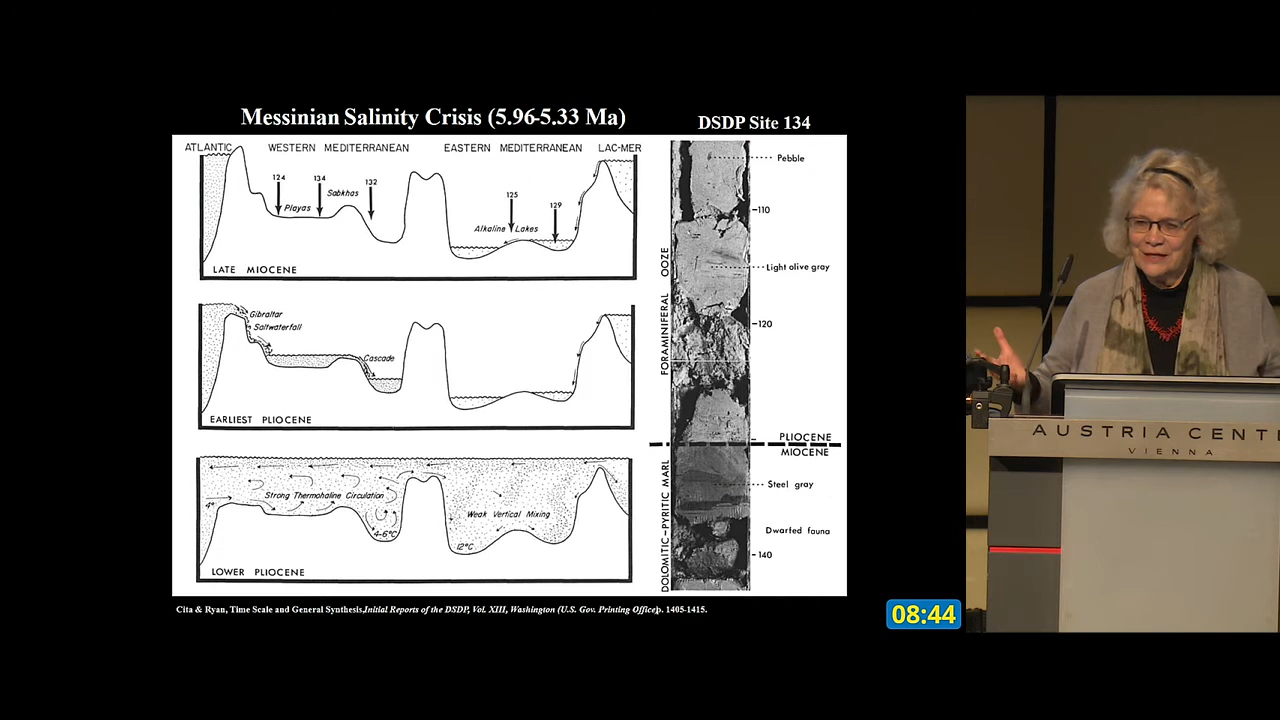 Messinian Salinity Crisis (5.96-5.33 Ma)
DSDP Site 134
ATLANTIC WESTERN MEDITERRANEAN EASTERN MEDITERRANEAN LAC-MER
124 134 132 125 129
Sabkhas
Playas
Alkaline Lakes
LATE MIOCENE
Gibraltar
Saltwaterfall
Cascade
EARLIEST PLIOCENE
Strong Thermohaline Circulation
4°
4-6°C
Weak Vertical Mixing
12°C
LOWER PLIOCENE
FORAMINIFERAL OOZE
DOLOMITIC-PYRITIC MARL
Pebble
110
Light olive gray
120
PLIOCENE
MIOCENE
Steel gray
Dwarfed fauna
140
Cita & Ryan, Time Scale and General Synthesis,Initial Reports of the DSDP, Vol. XIII, Washington (U.S. Gov. Printing Office)p. 1405-1415.
AUSTRIA CENT
VIENNA
08:44